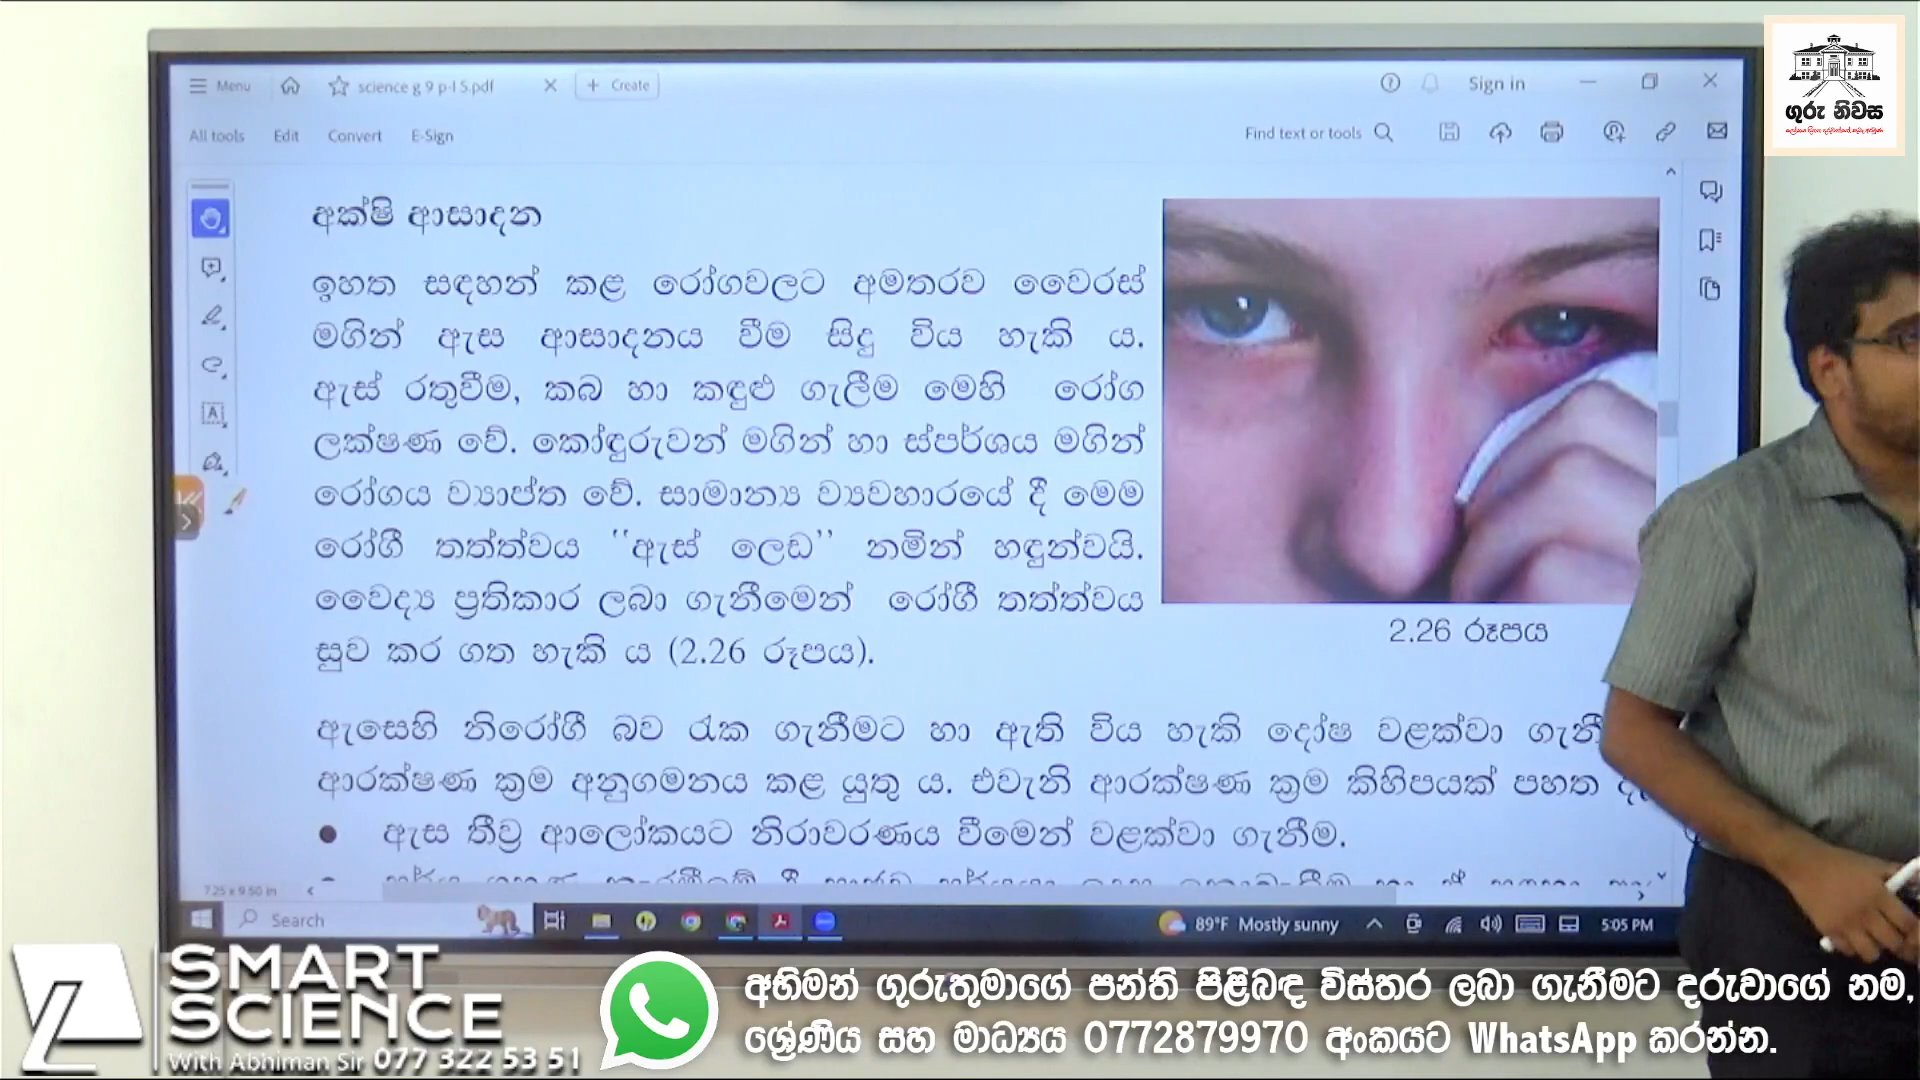 Menu
science g 9 p-I S.pdf
+ Create
Sign in
All tools Edit Convert E-Sign
Find text or tools
ගුරු නිවස
අක්ෂි ආසාදන
ඉහත සඳහන් කළ රෝගවලට අමතරව වෛරස්
මගින් ඇස ආසාදනය වීම සිදු විය හැකි ය.
ඇස් රතුවීම, කබ හා කඳුළු ගැලීම මෙහි රෝග
ලක්ෂණ වේ. කෝඳුරුවන් මගින් හා ස්පර්ශය මගින්
රෝගය ව්‍යාප්ත වේ. සාමාන්‍ය ව්‍යවහාරයේ දී මෙම
රෝගී තත්ත්වය ‘‘ඇස් ලෙඩ’’ නමින් හඳුන්වයි.
වෛද්‍ය ප්‍රතිකාර ලබා ගැනීමෙන් රෝගී තත්ත්වය
සුව කර ගත හැකි ය (2.26 රූපය).
2.26 රූපය
ඇසෙහි නිරෝගී බව රැක ගැනීමට හා ඇති විය හැකි දෝෂ වළක්වා
ආරක්ෂණ ක්‍රම අනුගමනය කළ යුතු ය. එවැනි ආරක්ෂණ ක්‍රම කිහිපයක් පහත
● ඇස තීව්‍ර ආලෝකයට නිරාවරණය වීමෙන් වළක්වා ගැනීම.
7.25 x 9.50 in
Search
89°F Mostly sunny
5:05 PM
SMART
SCIENCE
With Abhiman Sir 077 322 53 51
අභිමන් ගුරුතුමාගේ පන්ති පිළිබඳ විස්තර ලබා ගැනීමට දරුවාගේ නම,
ශ්‍රේණිය සහ මාධ්‍යය 0772879970 අංකයට WhatsApp කරන්න.